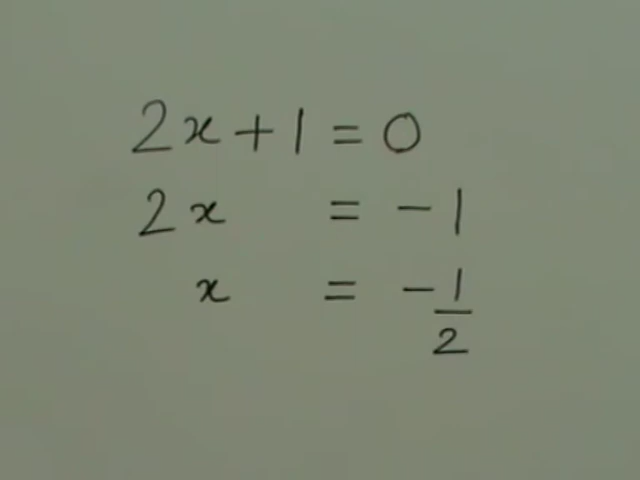 2x + 1 = 0
2x = - 1
x = - 1/2